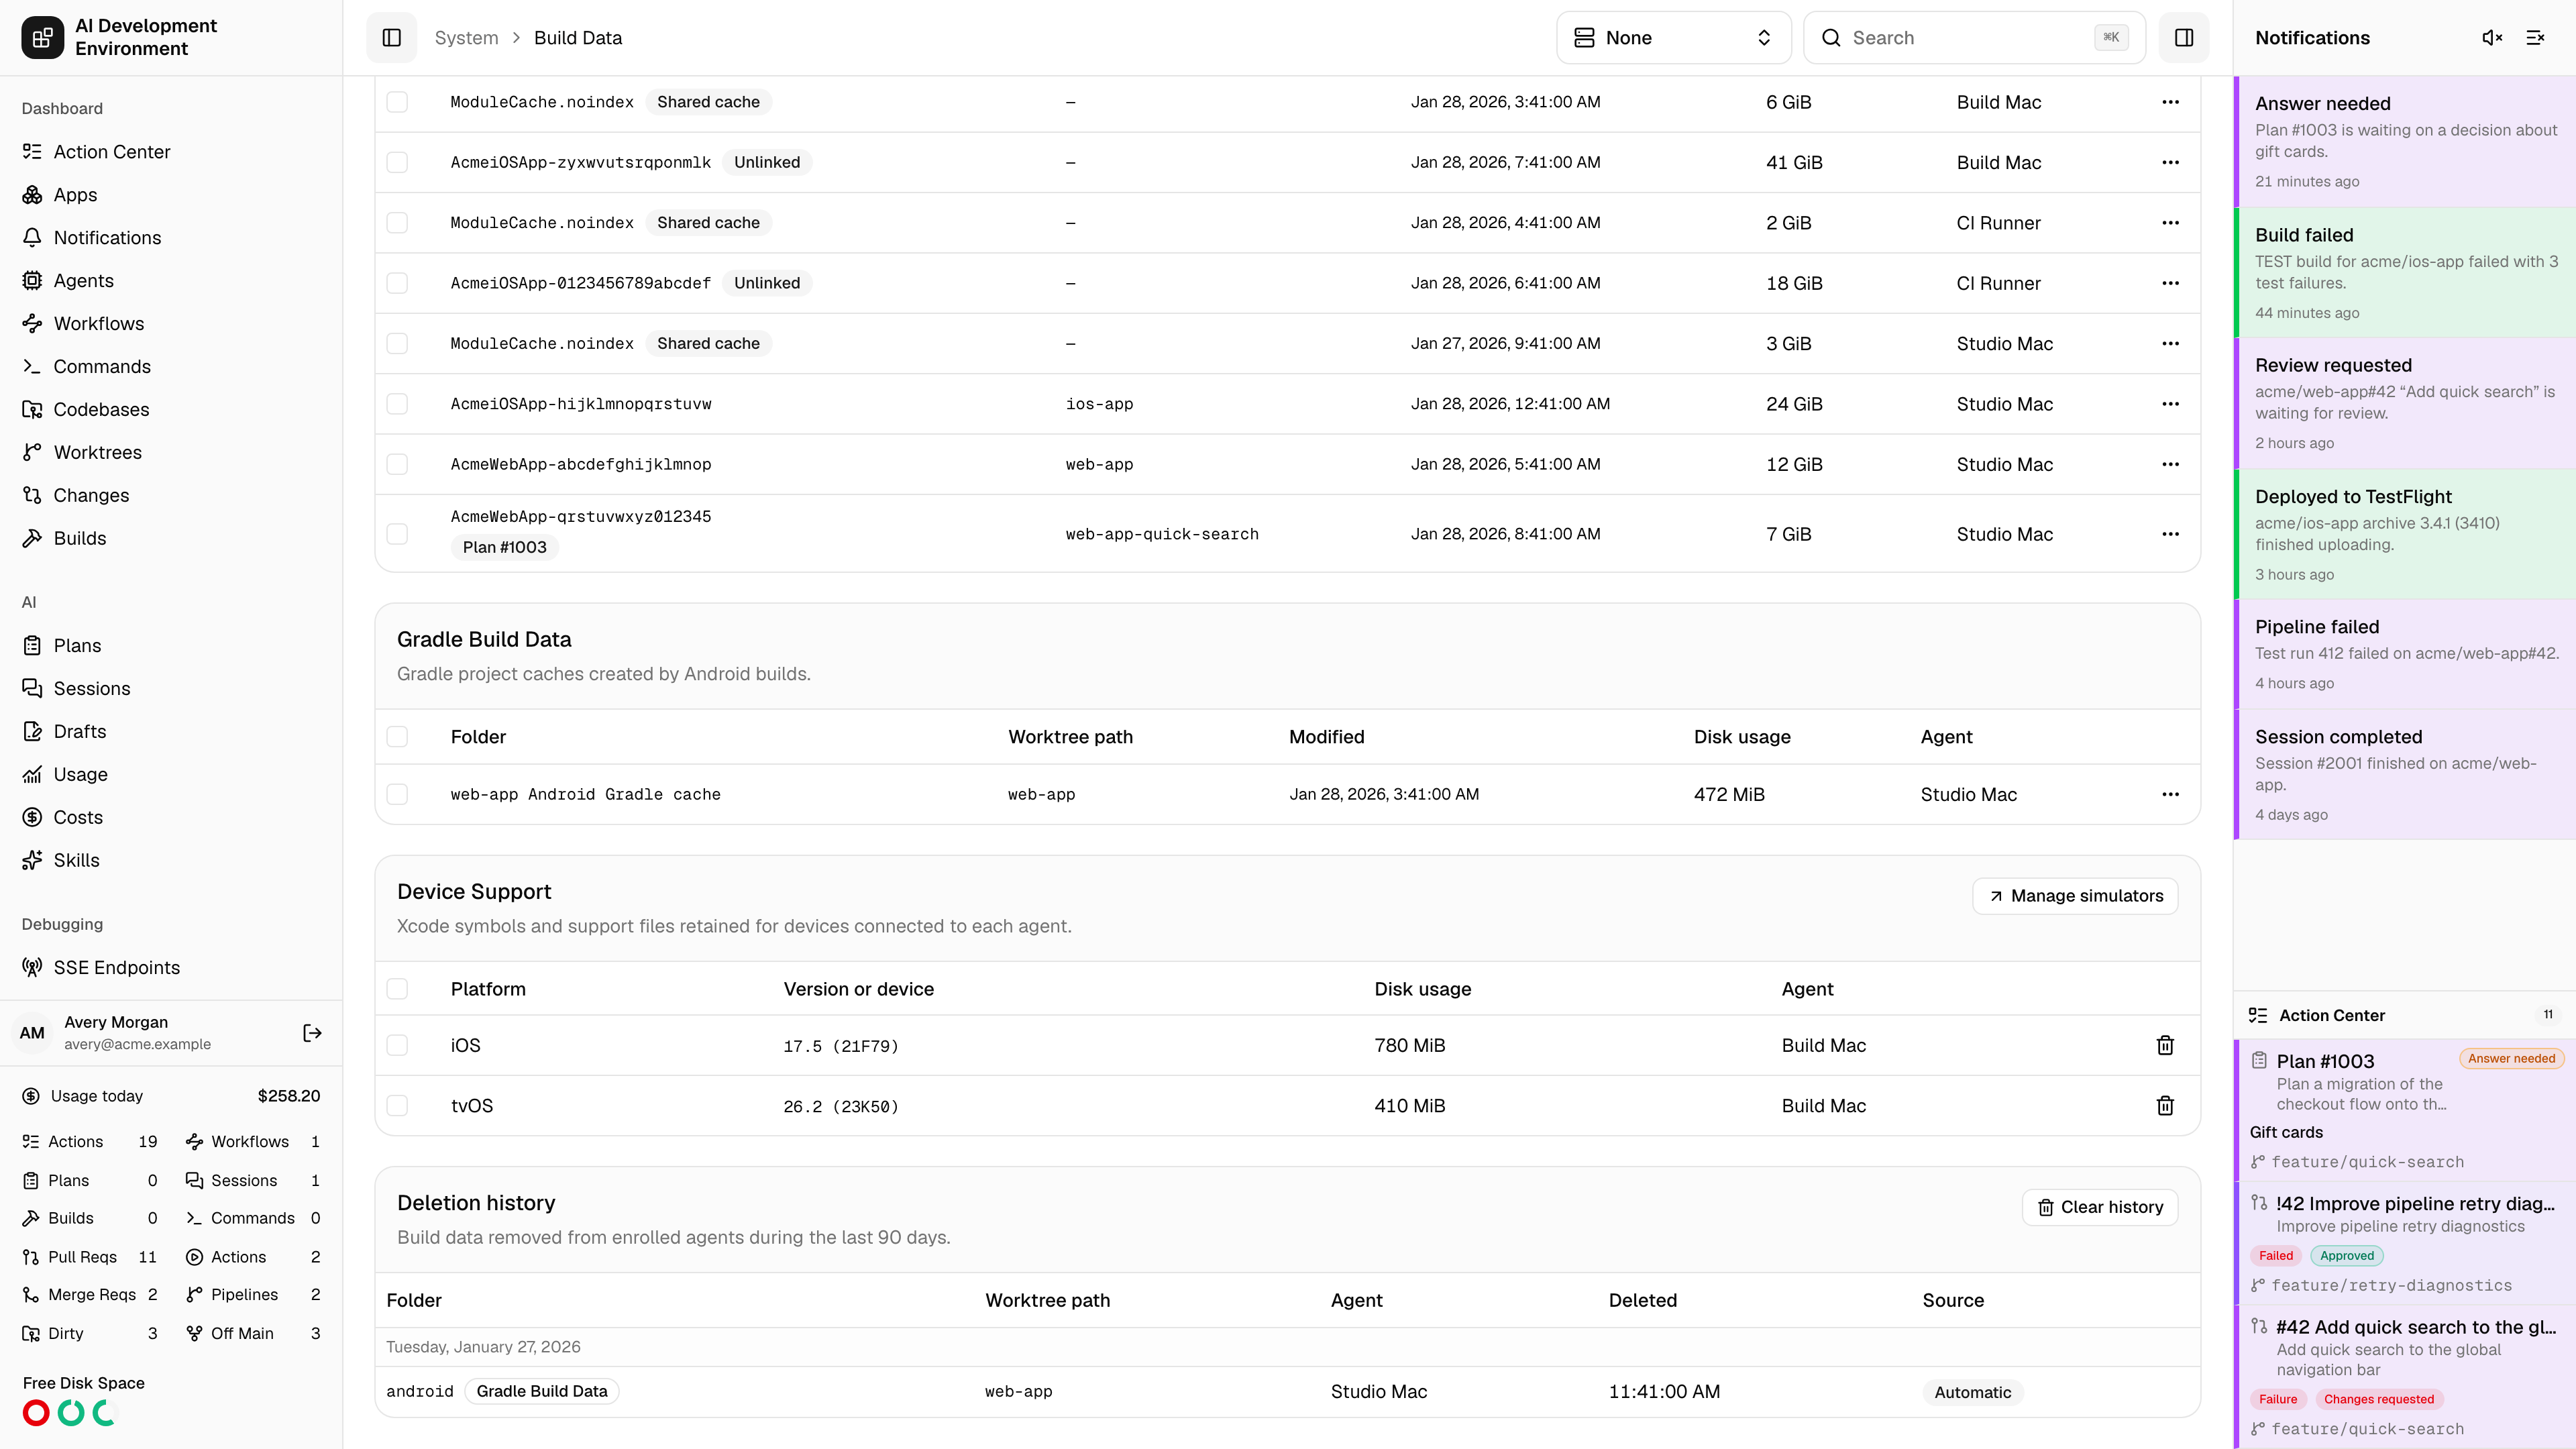 AI Development
Environment
Dashboard
Action Center
Apps
Notifications
Agents
Workflows
Commands
Codebases
Worktrees
Changes
Builds
AI
Plans
Sessions
Drafts
Usage
Costs
Skills
Debugging
SSE Endpoints
AM
Avery Morgan
avery@acme.example
Usage today $258.20
Actions 19 Workflows 1
Plans 0 Sessions 1
Builds 0 Commands 0
Pull Reqs 11 Actions 2
Merge Reqs 2 Pipelines 2
Dirty 3 Off Main 3
Free Disk Space
System > Build Data
None
Search ⌘K
ModuleCache.noindex Shared cache – Jan 28, 2026, 3:41:00 AM 6 GiB Build Mac
AcmeiOSApp-zyxwvutsrqponmlk Unlinked – Jan 28, 2026, 7:41:00 AM 41 GiB Build Mac
ModuleCache.noindex Shared cache – Jan 28, 2026, 4:41:00 AM 2 GiB CI Runner
AcmeiOSApp-0123456789abcdef Unlinked – Jan 28, 2026, 6:41:00 AM 18 GiB CI Runner
ModuleCache.noindex Shared cache – Jan 27, 2026, 9:41:00 AM 3 GiB Studio Mac
AcmeiOSApp-hijklmnopqrstuvw ios-app Jan 28, 2026, 12:41:00 AM 24 GiB Studio Mac
AcmeWebApp-abcdefghijklmnop web-app Jan 28, 2026, 5:41:00 AM 12 GiB Studio Mac
AcmeWebApp-qrstuvwxyz012345
Plan #1003 web-app-quick-search Jan 28, 2026, 8:41:00 AM 7 GiB Studio Mac
Gradle Build Data
Gradle project caches created by Android builds.
Folder Worktree path Modified Disk usage Agent
web-app Android Gradle cache web-app Jan 28, 2026, 3:41:00 AM 472 MiB Studio Mac
Device Support
Manage simulators
Xcode symbols and support files retained for devices connected to each agent.
Platform Version or device Disk usage Agent
iOS 17.5 (21F79) 780 MiB Build Mac
tvOS 26.2 (23K50) 410 MiB Build Mac
Deletion history
Clear history
Build data removed from enrolled agents during the last 90 days.
Folder Worktree path Agent Deleted Source
Tuesday, January 27, 2026
android Gradle Build Data web-app Studio Mac 11:41:00 AM Automatic
Notifications
Answer needed
Plan #1003 is waiting on a decision about
gift cards.
21 minutes ago
Build failed
TEST build for acme/ios-app failed with 3
test failures.
44 minutes ago
Review requested
acme/web-app#42 “Add quick search” is
waiting for review.
2 hours ago
Deployed to TestFlight
acme/ios-app archive 3.4.1 (3410)
finished uploading.
3 hours ago
Pipeline failed
Test run 412 failed on acme/web-app#42.
4 hours ago
Session completed
Session #2001 finished on acme/web-
app.
4 days ago
Action Center 11
Plan #1003 Answer needed
Plan a migration of the
checkout flow onto th...
Gift cards
feature/quick-search
!42 Improve pipeline retry diag...
Improve pipeline retry diagnostics
Failed Approved
feature/retry-diagnostics
#42 Add quick search to the gl...
Add quick search to the global
navigation bar
Failure Changes requested
feature/quick-search